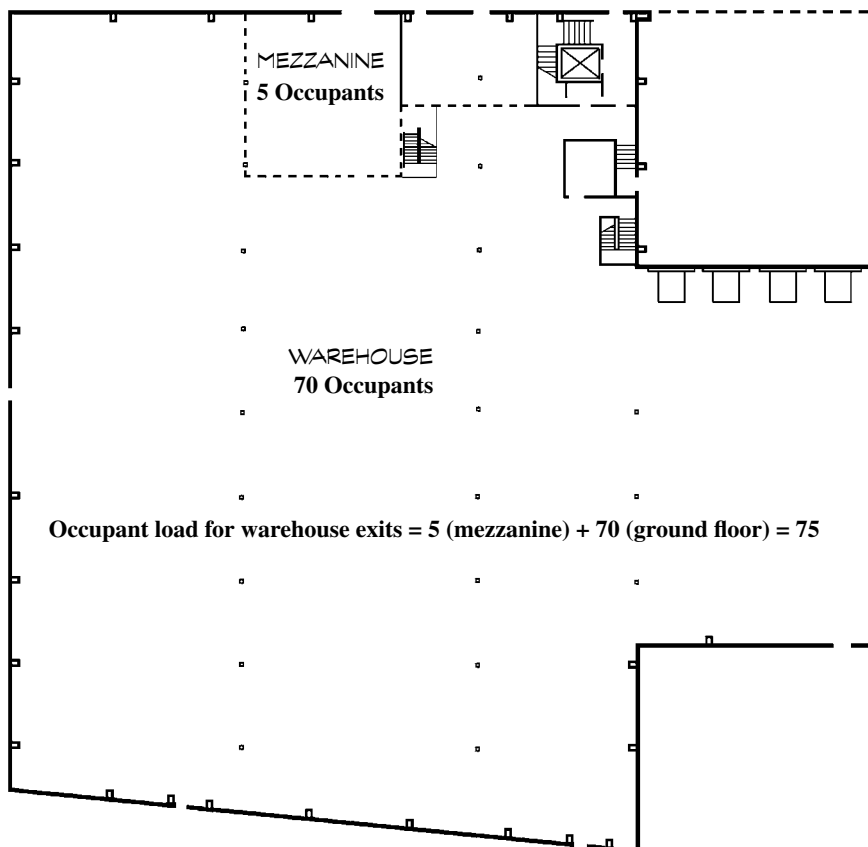 MEZZANINE
5 Occupants
WAREHOUSE
70 Occupants
Occupant load for warehouse exits = 5 (mezzanine) + 70 (ground floor) = 75